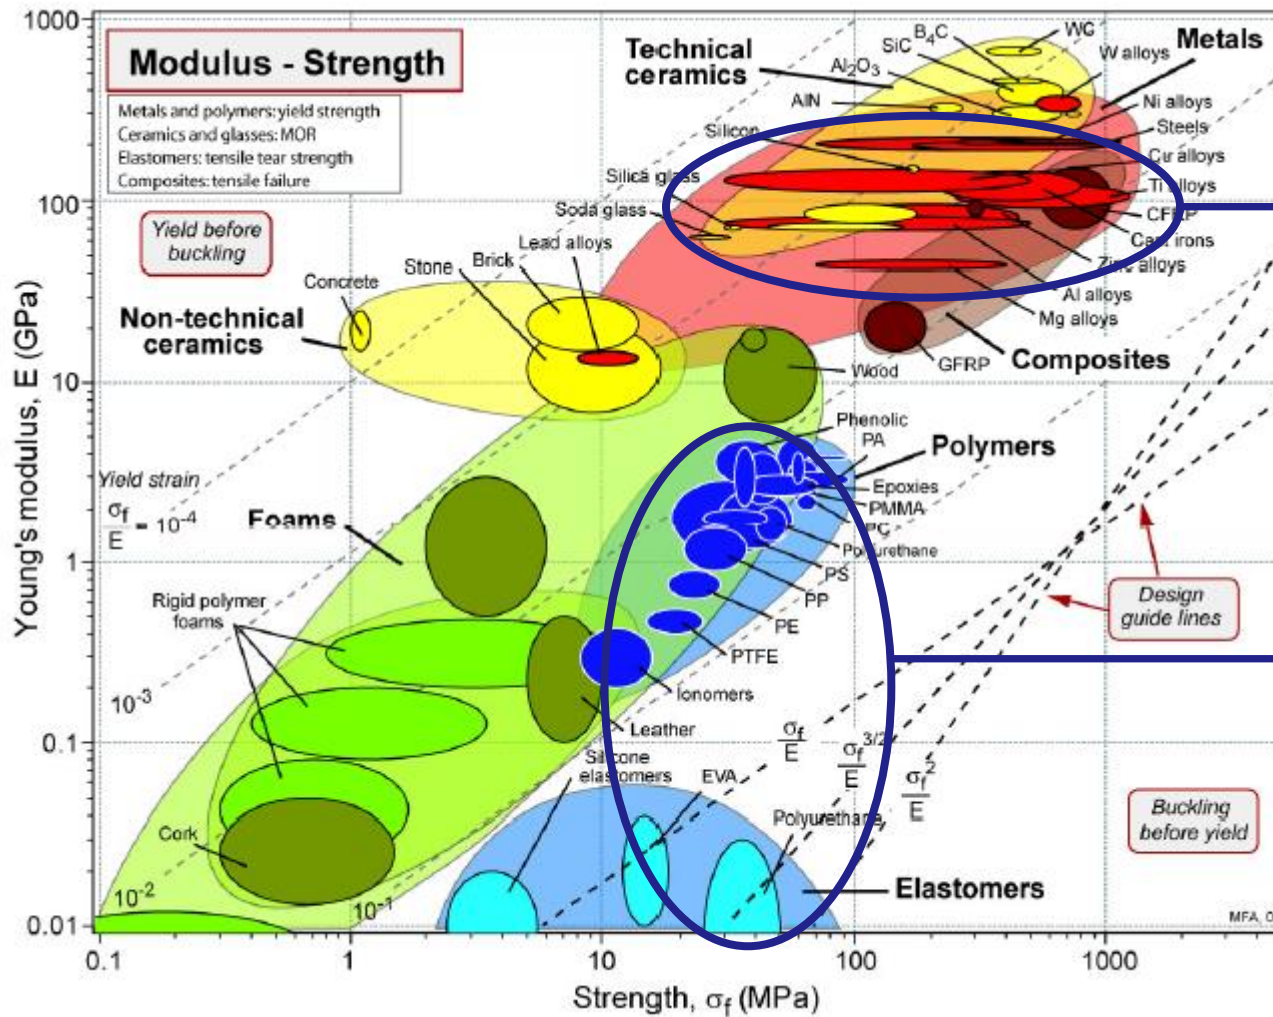 Modulus - Strength
Metals and polymers: yield strength
Ceramics and glasses: MOR
Elastomers: tensile tear strength
Composites: tensile failure
Technical
ceramics
Metals
WC
B4C
SiC
W alloys
Al2O3
AlN
Ni alloys
Silicon
Steels
Cu alloys
Silica glass
Ti alloys
Soda glass
CFRP
Cast irons
Zinc alloys
Al alloys
Mg alloys
Yield before
buckling
Lead alloys
Brick
Stone
Concrete
Non-technical
ceramics
GFRP
Composites
Wood
Phenolic
PA
Polymers
Epoxies
PMMA
PC
Polyurethane
PS
PP
PE
PTFE
Ionomers
Leather
Yield strain
σf
E
= 10-4
Foams
Rigid polymer
foams
10-3
Design
guide lines
Silicone
elastomers
EVA
Polyurethane
σf
E
σf3/2
E
σf2
E
Buckling
before yield
Cork
10-2
10-1
Elastomers
MFA, 0
1000
100
10
1
0.1
0.01
Young's modulus, E (GPa)
0.1
1
10
100
1000
Strength, σf (MPa)